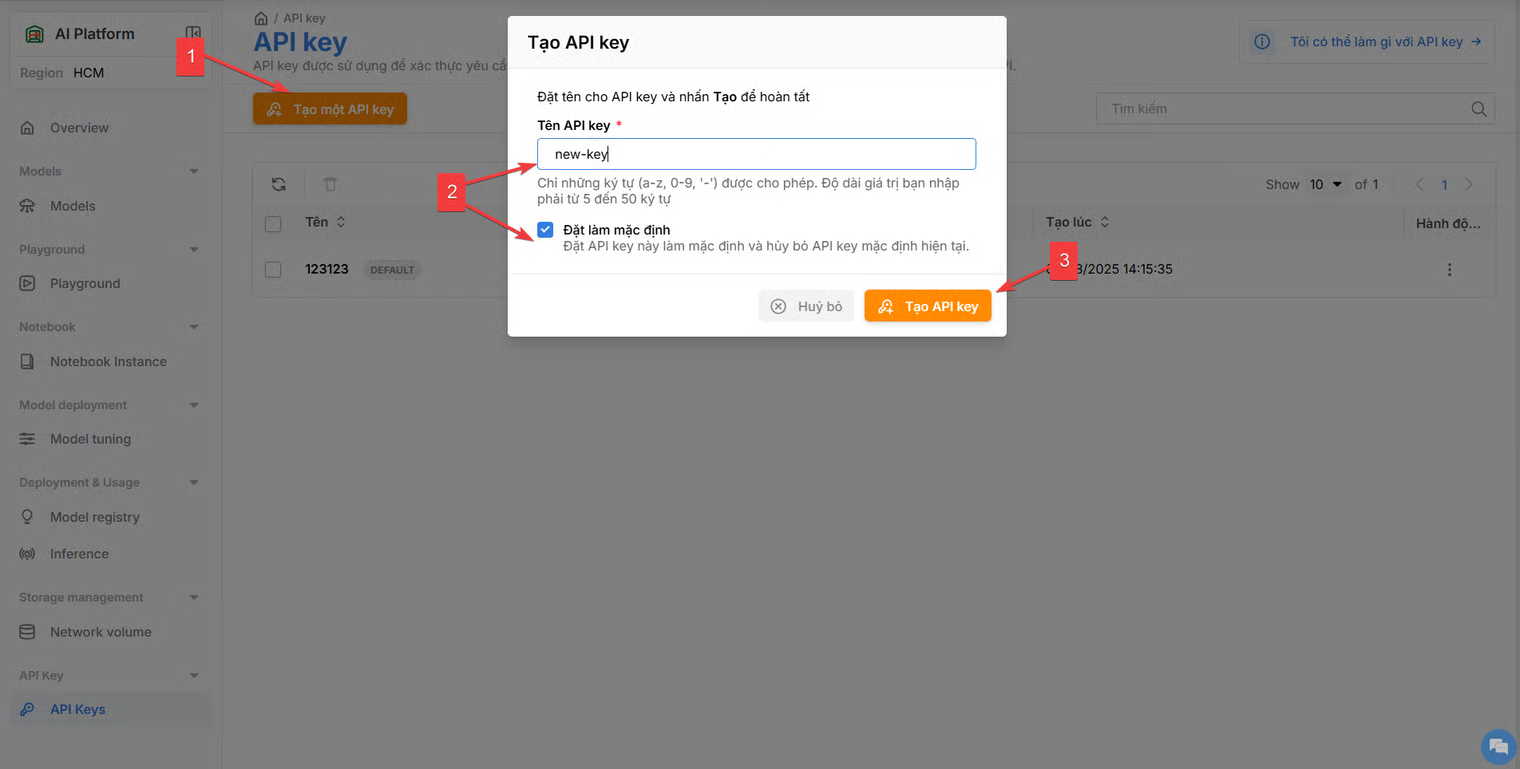 AI Platform
Region HCM
Overview
Models
Models
Playground
Playground
Notebook
Notebook Instance
Model deployment
Model tuning
Deployment & Usage
Model registry
Inference
Storage management
Network volume
API Key
API Keys
/ API key
API key
API key được sử dụng để xác thực yêu cầ
Tôi có thể làm gì với API key →
1
Tạo một API key
Tìm kiếm
Show 10 of 1
1
Tên
Tạo lúc
Hành độ...
123123 DEFAULT
8/2025 14:15:35
Tạo API key
Đặt tên cho API key và nhấn Tạo để hoàn tất
Tên API key *
new-key
2
Chỉ những ký tự (a-z, 0-9, '-') được cho phép. Độ dài giá trị bạn nhập
phải từ 5 đến 50 ký tự
Đặt làm mặc định
Đặt API key này làm mặc định và hủy bỏ API key mặc định hiện tại.
3
Huỷ bỏ
Tạo API key